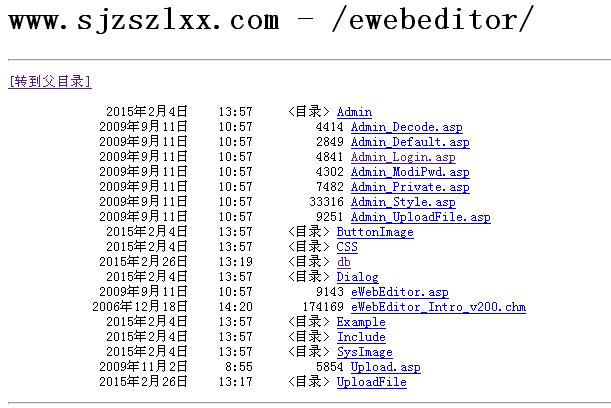 www.sjzszlxx.com - /ewebeditor/
[转到父目录]
2015年2月4日 13:57 <目录> Admin
2009年9月11日 10:57 4414 Admin_Decode.asp
2009年9月11日 10:57 2849 Admin_Default.asp
2009年9月11日 10:57 4841 Admin_Login.asp
2009年9月11日 10:57 4302 Admin_ModiPwd.asp
2009年9月11日 10:57 7482 Admin_Private.asp
2009年9月11日 10:57 33316 Admin_Style.asp
2009年9月11日 10:57 9251 Admin_UploadFile.asp
2015年2月4日 13:57 <目录> ButtonImage
2015年2月4日 13:57 <目录> CSS
2015年2月26日 13:19 <目录> db
2015年2月4日 13:57 <目录> Dialog
2009年9月11日 10:57 9143 eWebEditor.asp
2006年12月18日 14:20 174169 eWebEditor_Intro_v200.chm
2015年2月4日 13:57 <目录> Example
2015年2月4日 13:57 <目录> Include
2015年2月4日 13:57 <目录> SysImage
2009年11月2日 8:55 5854 Upload.asp
2015年2月26日 13:17 <目录> UploadFile